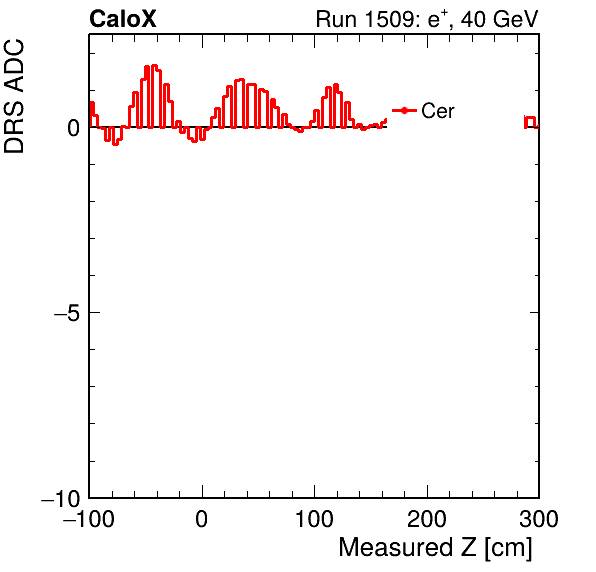 CaloX Run 1509: e⁺, 40 GeV
DRS ADC
Cer
0
−5
−10
−100 0 100 200 300
Measured Z [cm]